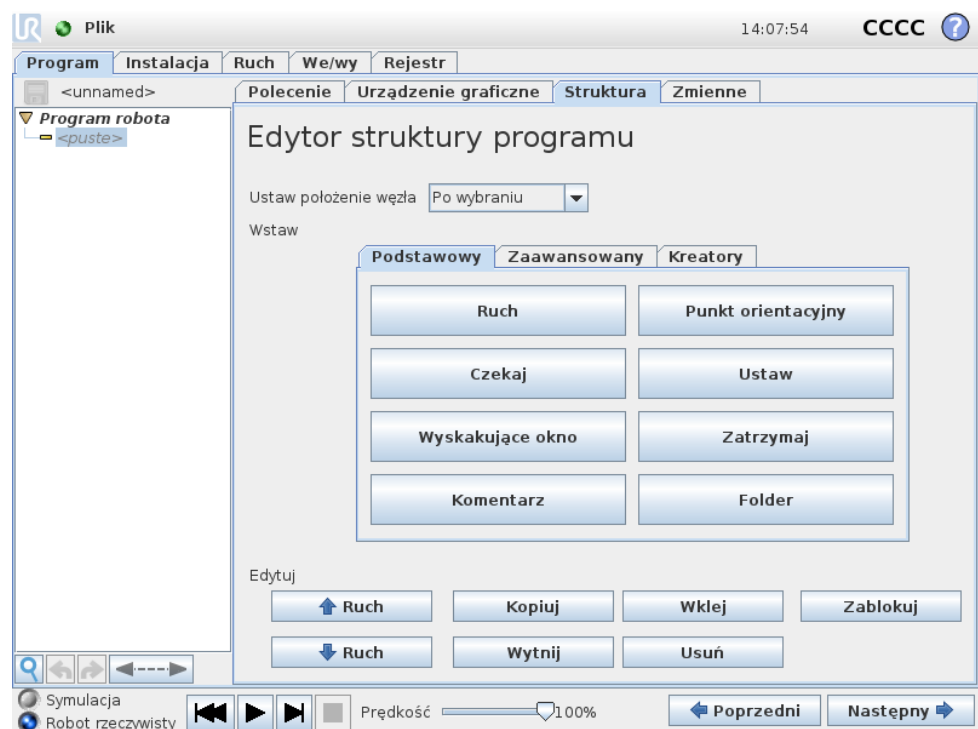 UR Plik 14:07:54 CCCC ?
Program Instalacja Ruch We/wy Rejestr
<unnamed>
Polecenie Urządzenie graficzne Struktura Zmienne
Program robota
<puste>
Edytor struktury programu
Ustaw położenie węzła Po wybraniu
Wstaw
Podstawowy Zaawansowany Kreatory
Ruch Punkt orientacyjny
Czekaj Ustaw
Wyskakujące okno Zatrzymaj
Komentarz Folder
Edytuj
Ruch Kopiuj Wklej Zablokuj
Ruch Wytnij Usuń
Symulacja
Robot rzeczywisty
Prędkość 100% Poprzedni Następny